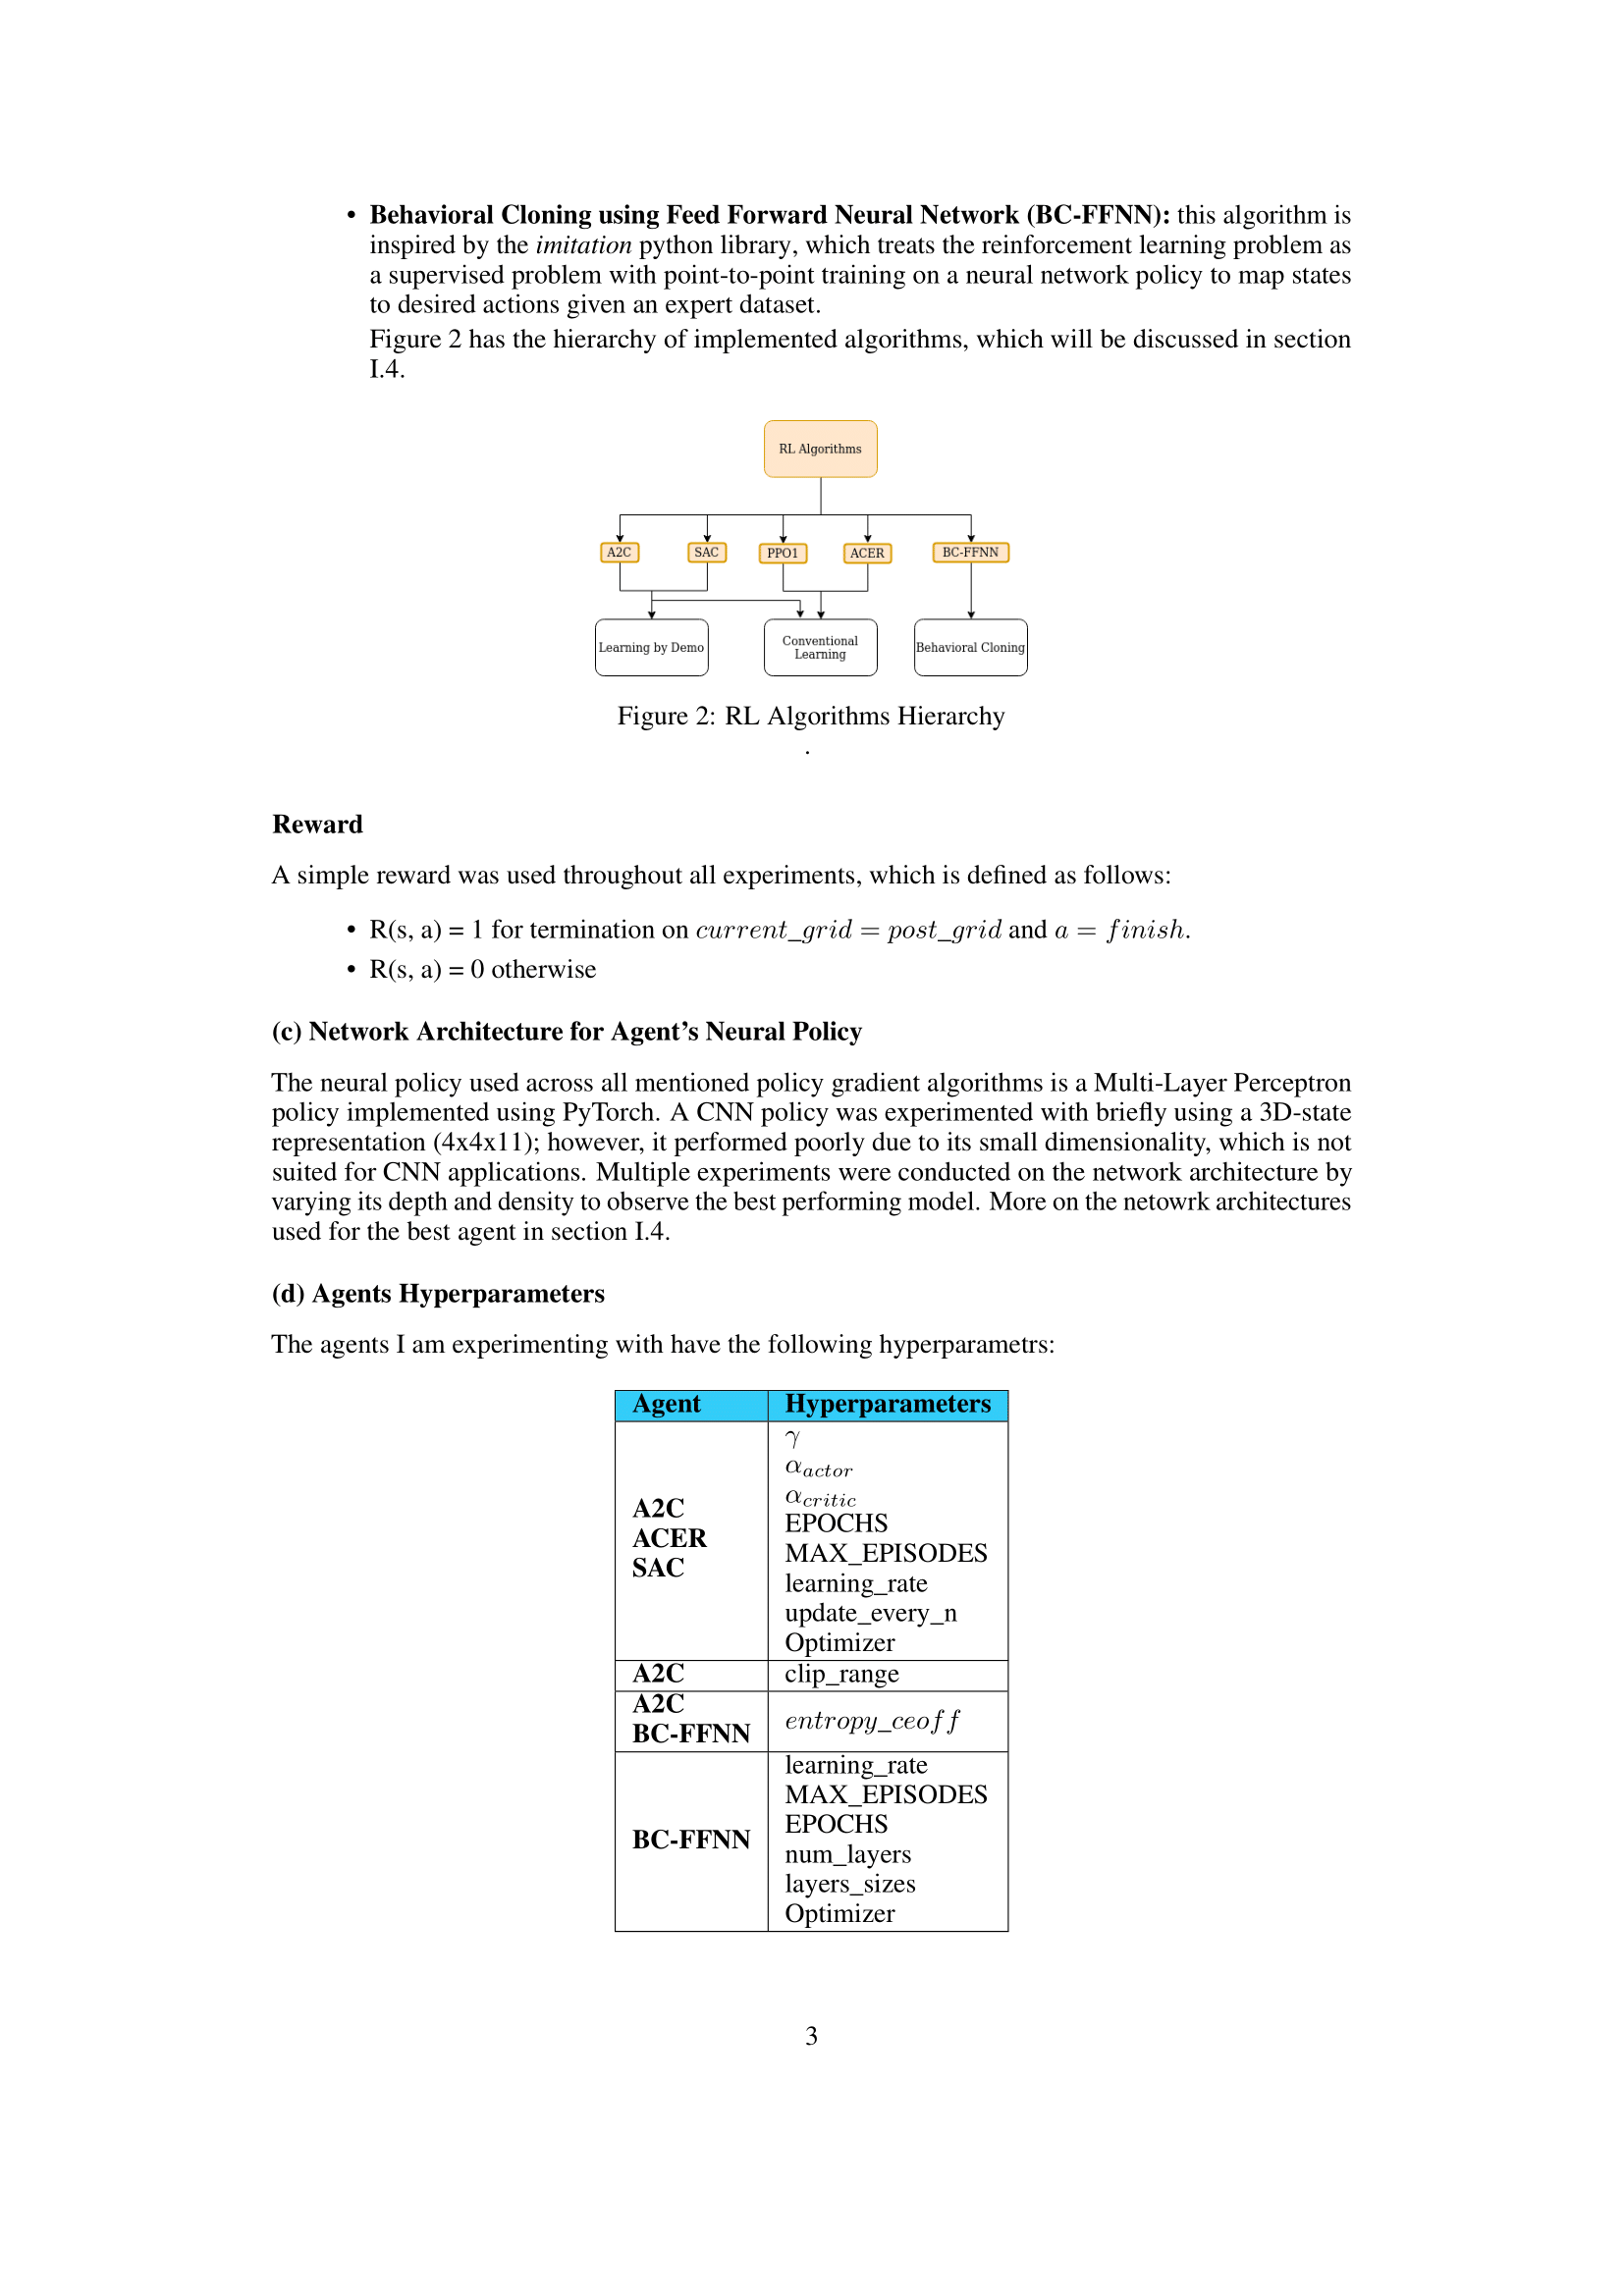 • Behavioral Cloning using Feed Forward Neural Network (BC-FFNN): this algorithm is
inspired by the imitation python library, which treats the reinforcement learning problem as
a supervised problem with point-to-point training on a neural network policy to map states
to desired actions given an expert dataset.
Figure 2 has the hierarchy of implemented algorithms, which will be discussed in section
I.4.
RL Algorithms
A2C SAC PPO1 ACER BC-FFNN
Learning by Demo
Conventional
Learning
Behavioral Cloning
Figure 2: RL Algorithms Hierarchy
.
Reward
A simple reward was used throughout all experiments, which is defined as follows:
• R(s, a) = 1 for termination on current_grid = post_grid and a = finish.
• R(s, a) = 0 otherwise
(c) Network Architecture for Agent's Neural Policy
The neural policy used across all mentioned policy gradient algorithms is a Multi-Layer Perceptron
policy implemented using PyTorch. A CNN policy was experimented with briefly using a 3D-state
representation (4x4x11); however, it performed poorly due to its small dimensionality, which is not
suited for CNN applications. Multiple experiments were conducted on the network architecture by
varying its depth and density to observe the best performing model. More on the netowrk architectures
used for the best agent in section I.4.
(d) Agents Hyperparameters
The agents I am experimenting with have the following hyperparametrs:
Agent Hyperparameters
A2C
ACER
SAC
γ
α_actor
α_critic
EPOCHS
MAX_EPISODES
learning_rate
update_every_n
Optimizer
A2C clip_range
A2C
BC-FFNN
entropy_ceoff
BC-FFNN
learning_rate
MAX_EPISODES
EPOCHS
num_layers
layers_sizes
Optimizer
3